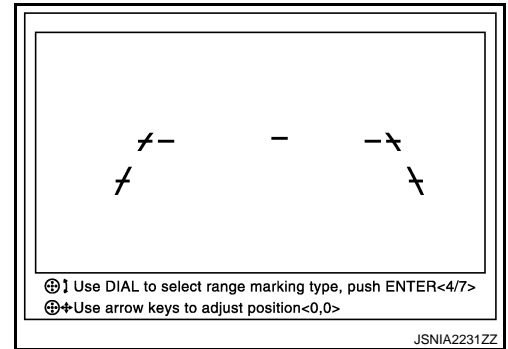 Use DIAL to select range marking type, push ENTER<4/7>
Use arrow keys to adjust position<0,0>
JSNIA2231ZZ